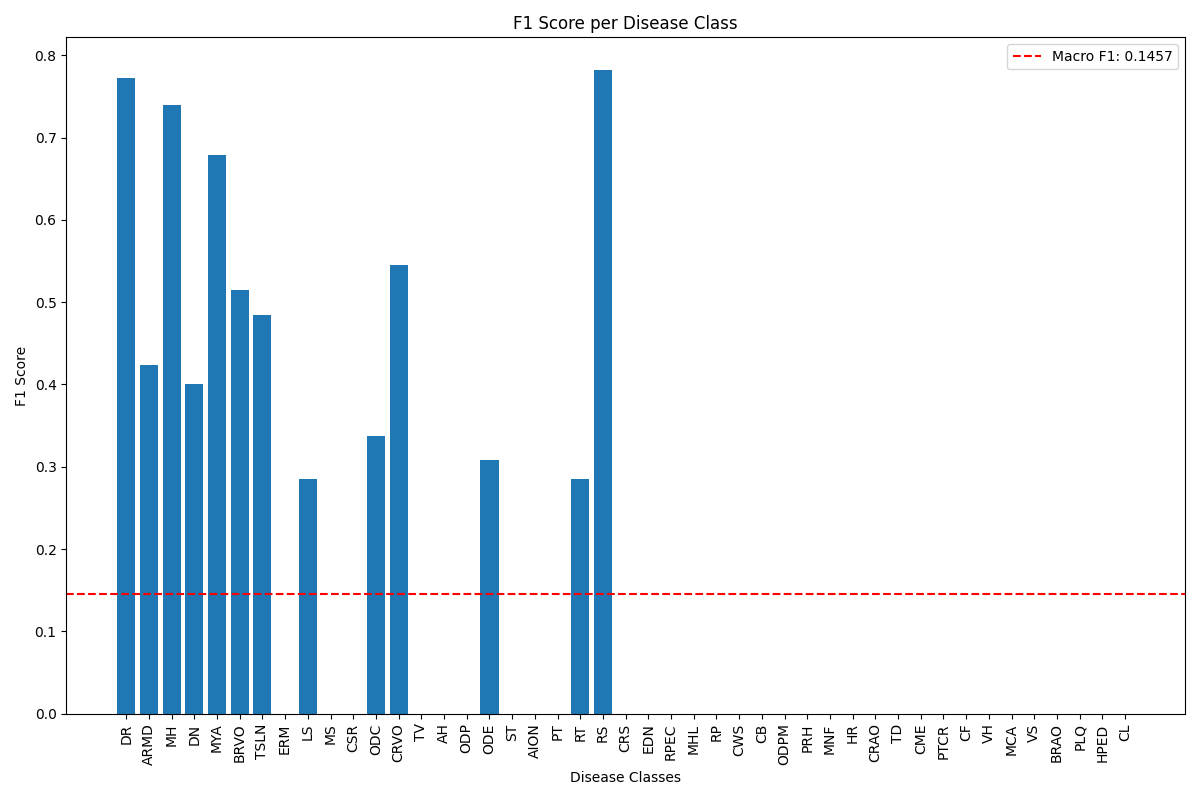 F1 Score per Disease Class
Macro F1: 0.1457
F1 Score
0.8
0.7
0.6
0.5
0.4
0.3
0.2
0.1
0.0
DR
ARMD
MH
DN
MYA
BRVO
TSLN
ERM
LS
MS
CSR
ODC
CRVO
TV
AH
ODP
ODE
ST
AION
PT
RT
RS
CRS
EDN
RPEC
MHL
RP
CWS
CB
ODPM
PRH
MNF
HR
CRAO
TD
CME
PTCR
CF
VH
MCA
VS
BRAO
PLQ
HPED
CL
Disease Classes